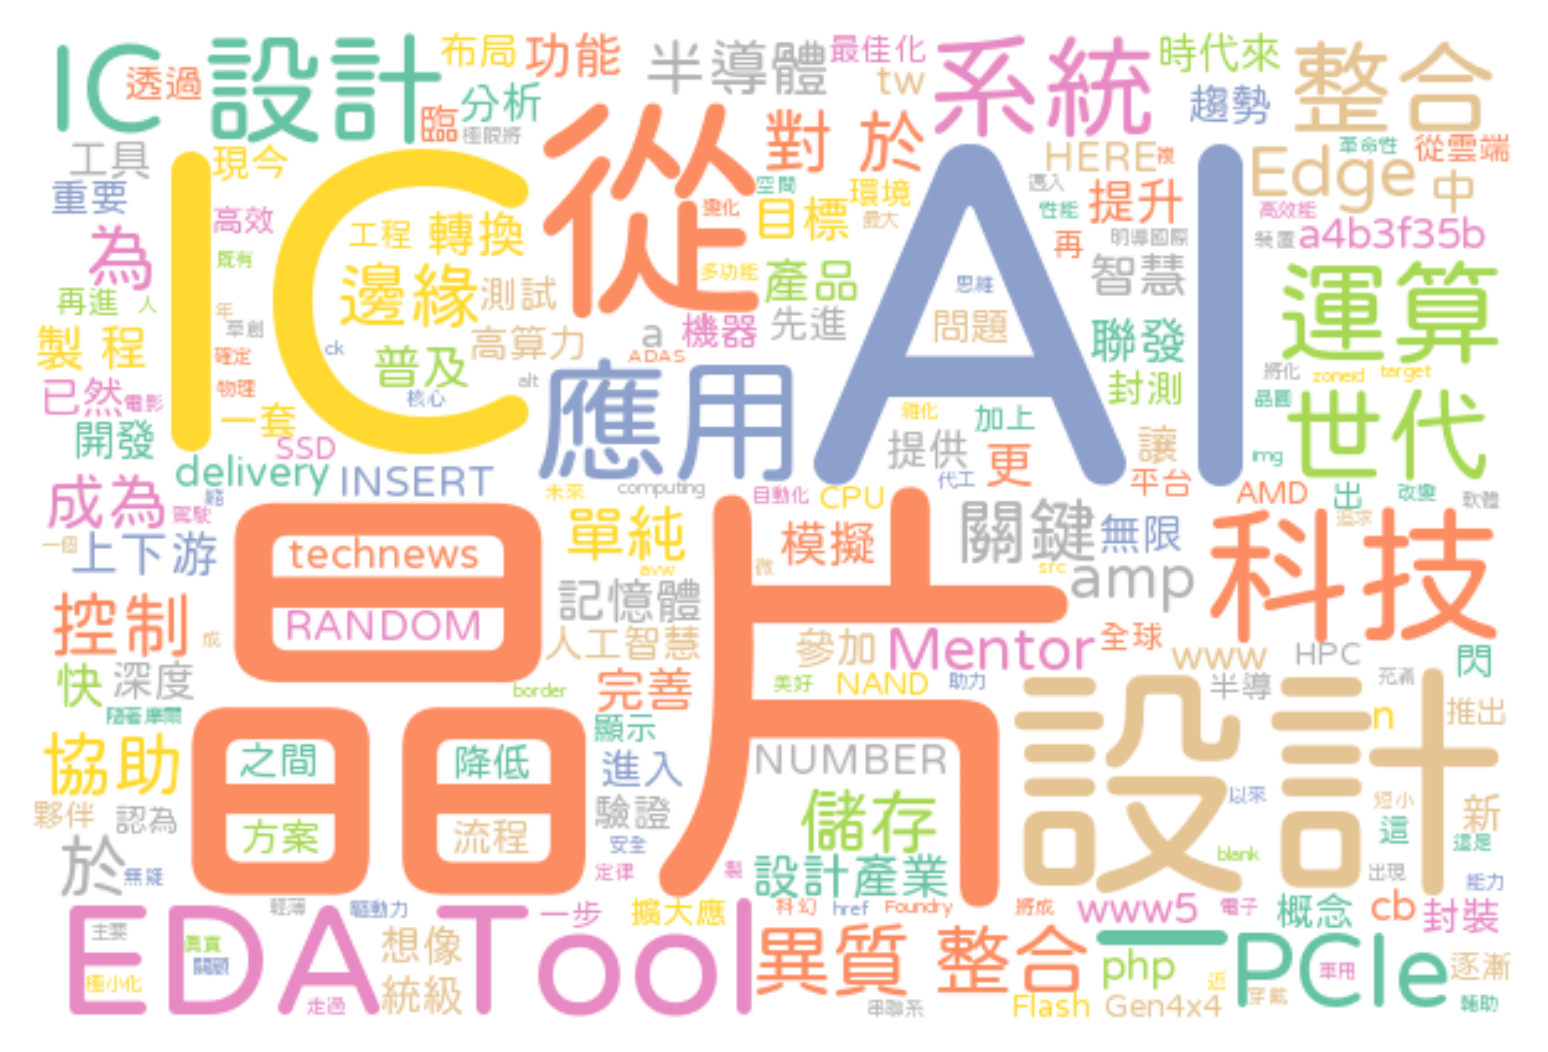 IC 設計
透過
布局
功能
半導體
最佳化
tw
系統
時代來
整合
臨
分析
極限將
趨勢
工具
現今
IC
從
對 於
HERE
AI
Edge
革命性
從雲端
中
重要
高效
為
工程
轉換
變化
空間
目標
環境
最大
邁入
性能
提升
再
明導國際
高效能
裝置
a4b3f35b
既有
再進
人
邊緣
測試
多功能
產品
思維
智慧
運算
年
草創
製 程
ck
高算力
a
機器
先進
問題
聯發
確定
普及
ADAS
已然
電影
物理
核心
alt
應用
封測
將化
zoneid
target
開發
一套
SSD
雜化
加上
晶圓
世代
delivery
INSERT
提供
更
讓
img
代工
平台
成為
駕駛
未來
computing
自動化
CPU
AMD
出
改變
軟體
一個
上下游
technews
單純
模擬
關鍵
無限
科技
晶片
avw
微
src
amp
控制
成
RANDOM
記憶體
人工智慧
參加
Mentor
全球
www
HPC
閃
快
深度
border
完善
美好
NAND
助力
半導
充滿
隨著摩爾
顯示
設計
n
推出
協助
之間
降低
進入
NUMBER
夥伴
認為
方案
流程
驗證
儲存
以來
短小
這
新
於
無疑
安全
blank
這是
定律
製
設計產業
出現
能力
輕薄
驅動力
一步
擴大應
科幻
href
Foundry
將成
www5
電子
概念
cb
封裝
EDA Tool
主要
真實
關顧
想像
異質 整合
一
php
PCIe
軍用
逐漸
極小化
走過
統級
串聯系
Flash
Gen4x4
近
穿戴
輔助